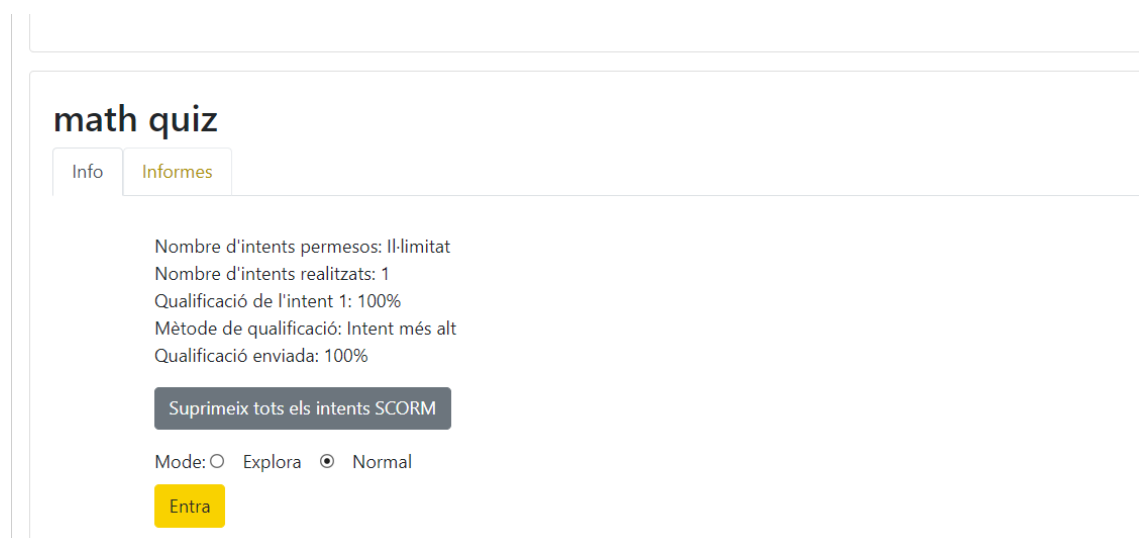 math quiz
Info Informes
Nombre d'intents permesos: Il·limitat
Nombre d'intents realitzats: 1
Qualificació de l'intent 1: 100%
Mètode de qualificació: Intent més alt
Qualificació enviada: 100%
Suprimeix tots els intents SCORM
Mode: Explora Normal
Entra